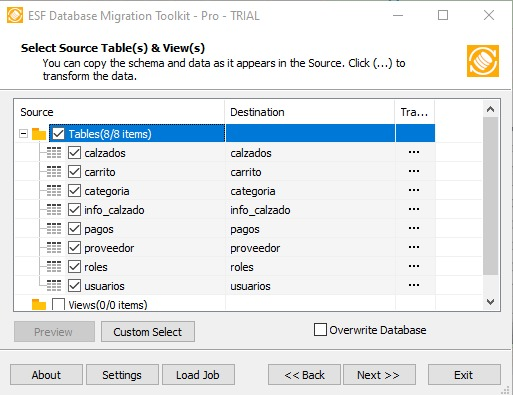 ESF Database Migration Toolkit - Pro - TRIAL
Select Source Table(s) & View(s)
You can copy the schema and data as it appears in the Source. Click (...) to
transform the data.
Source Destination Tra...
Tables(8/8 items)
calzados calzados ...
carrito carrito ...
categoria categoria ...
info_calzado info_calzado ...
pagos pagos ...
proveedor proveedor ...
roles roles ...
usuarios usuarios ...
Views(0/0 items)
Preview Custom Select Overwrite Database
About Settings Load Job << Back Next >> Exit